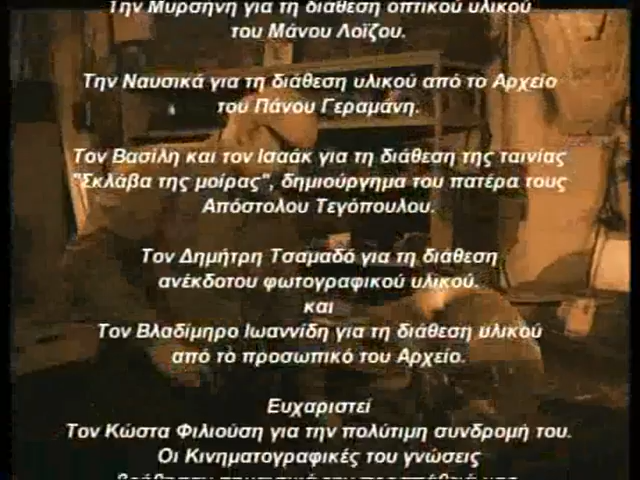 Την Μυρσήνη για τη διάθεση οπτικού υλικού
του Μάνου Λοϊζου.
Την Ναυσικά για τη διάθεση υλικού από το Αρχείο
του Πάνου Γεραμάνη.
Τον Βασίλη και τον Ισαάκ για τη διάθεση της ταινίας
"Σκλάβα της μοίρας", δημιούργημα του πατέρα τους
Απόστολου Τεγόπουλου.
Τον Δημήτρη Τσαμαδό για τη διάθεση
ανέκδοτου φωτογραφικού υλικού.
και
Τον Βλαδίμηρο Ιωαννίδη για τη διάθεση υλικού
από το προσωπικό του Αρχείο.
Ευχαριστεί
Τον Κώστα Φιλιούση για την πολύτιμη συνδρομή του.
Οι Κινηματογραφικές του γνώσεις